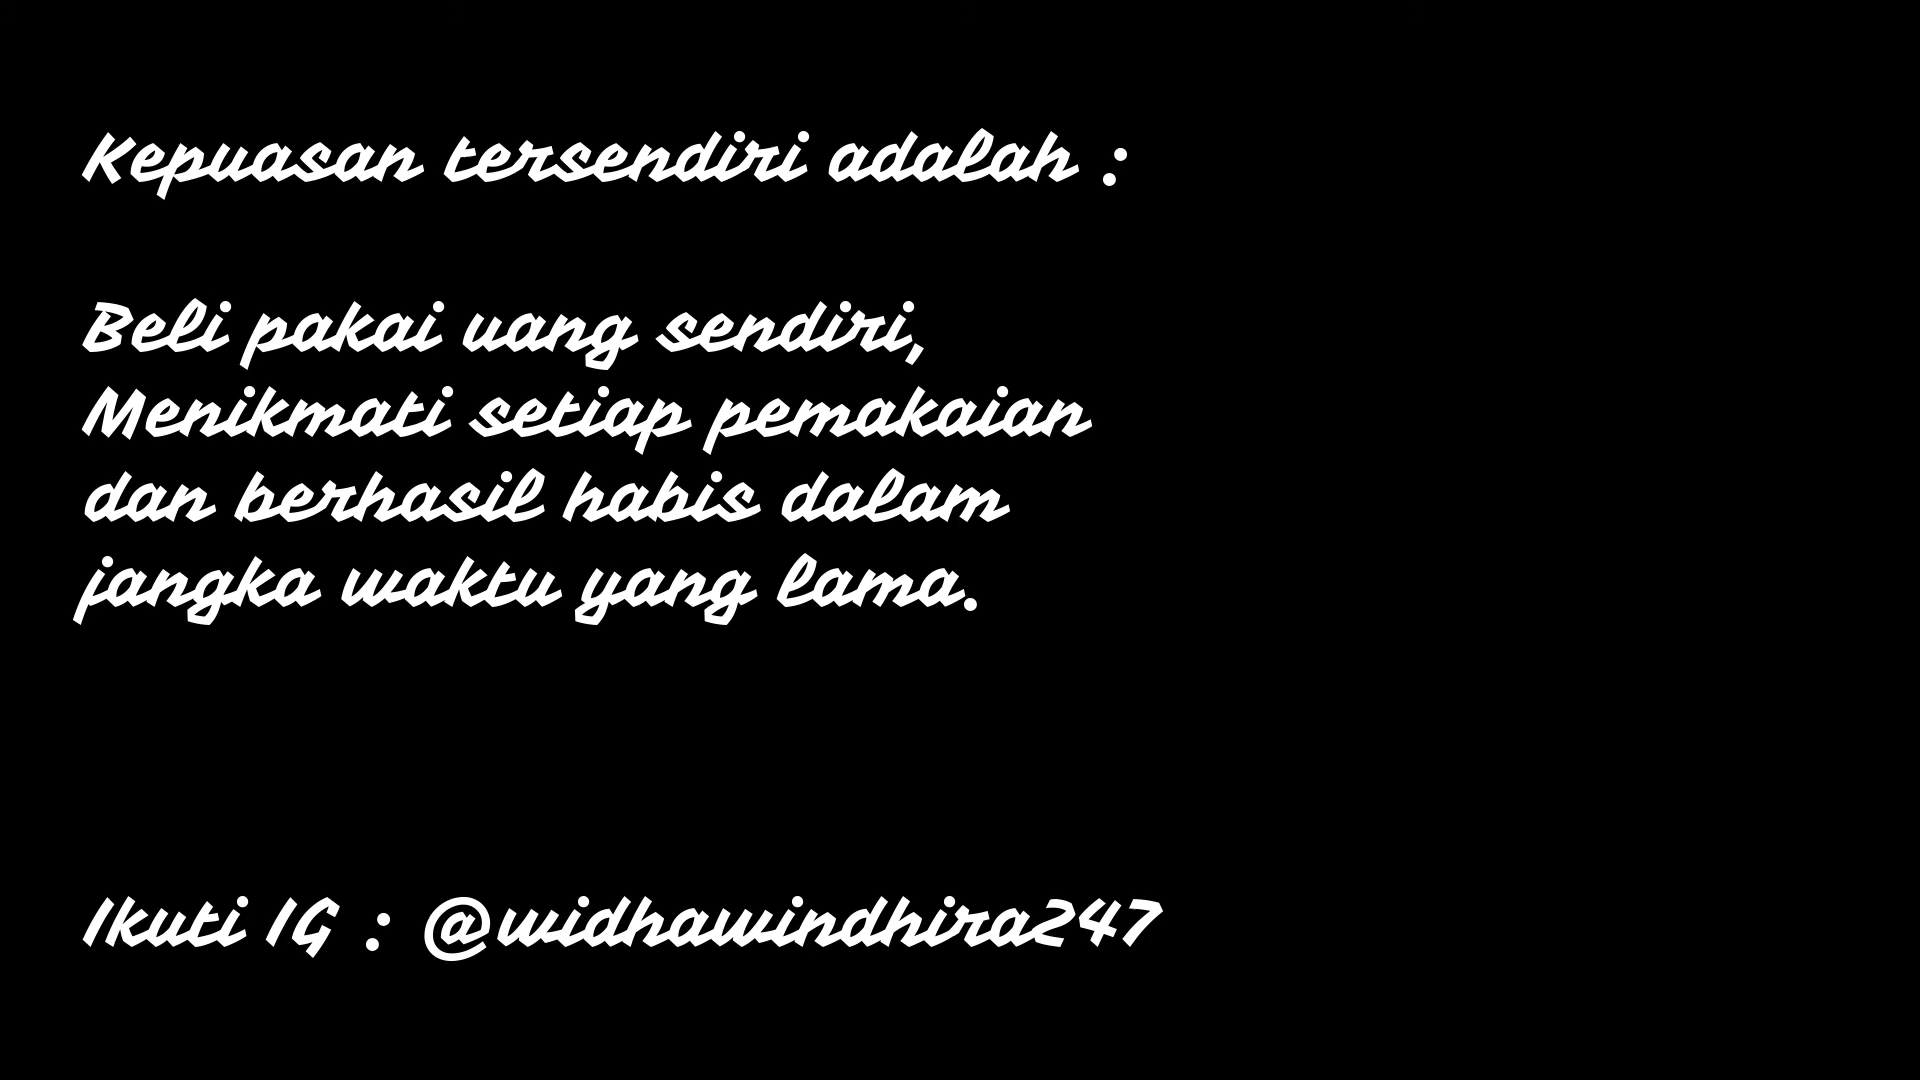 Kepuasan tersendiri adalah :
Beli pakai uang sendiri,
Menikmati setiap pemakaian
dan berhasil habis dalam
jangka waktu yang lama.
Ikuti IG : @widhawindhira247